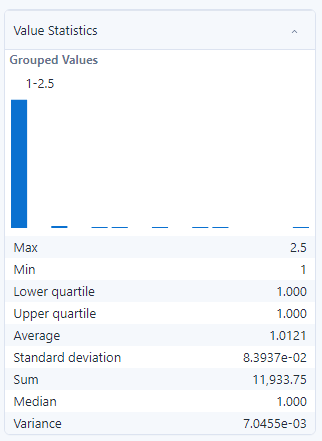 Value Statistics
Grouped Values
1-2.5
Max 2.5
Min 1
Lower quartile 1.000
Upper quartile 1.000
Average 1.0121
Standard deviation 8.3937e-02
Sum 11,933.75
Median 1.000
Variance 7.0455e-03